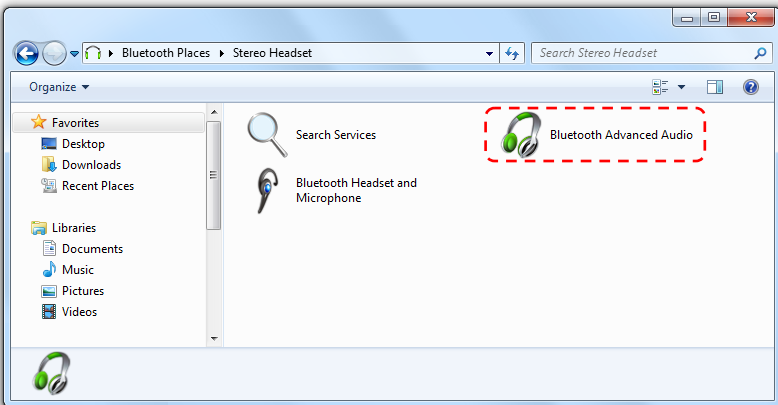 Bluetooth Places Stereo Headset Search Stereo Headset
Organize
Favorites
Desktop
Downloads
Recent Places
Libraries
Documents
Music
Pictures
Videos
Search Services
Bluetooth Advanced Audio
Bluetooth Headset and
Microphone